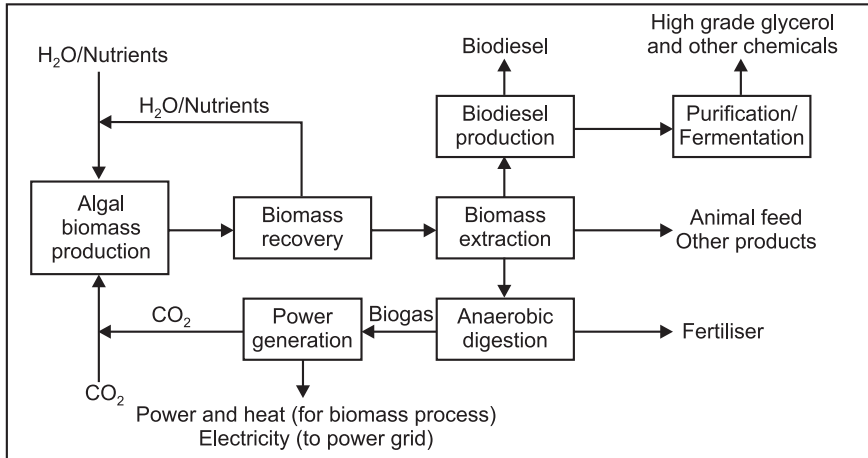 H₂O/Nutrients
H₂O/Nutrients
Biodiesel
High grade glycerol
and other chemicals
Biodiesel
production
Purification/
Fermentation
Algal
biomass
production
Biomass
recovery
Biomass
extraction
Animal feed
Other products
CO₂
Power
generation
Biogas
Anaerobic
digestion
Fertiliser
CO₂
Power and heat (for biomass process)
Electricity (to power grid)